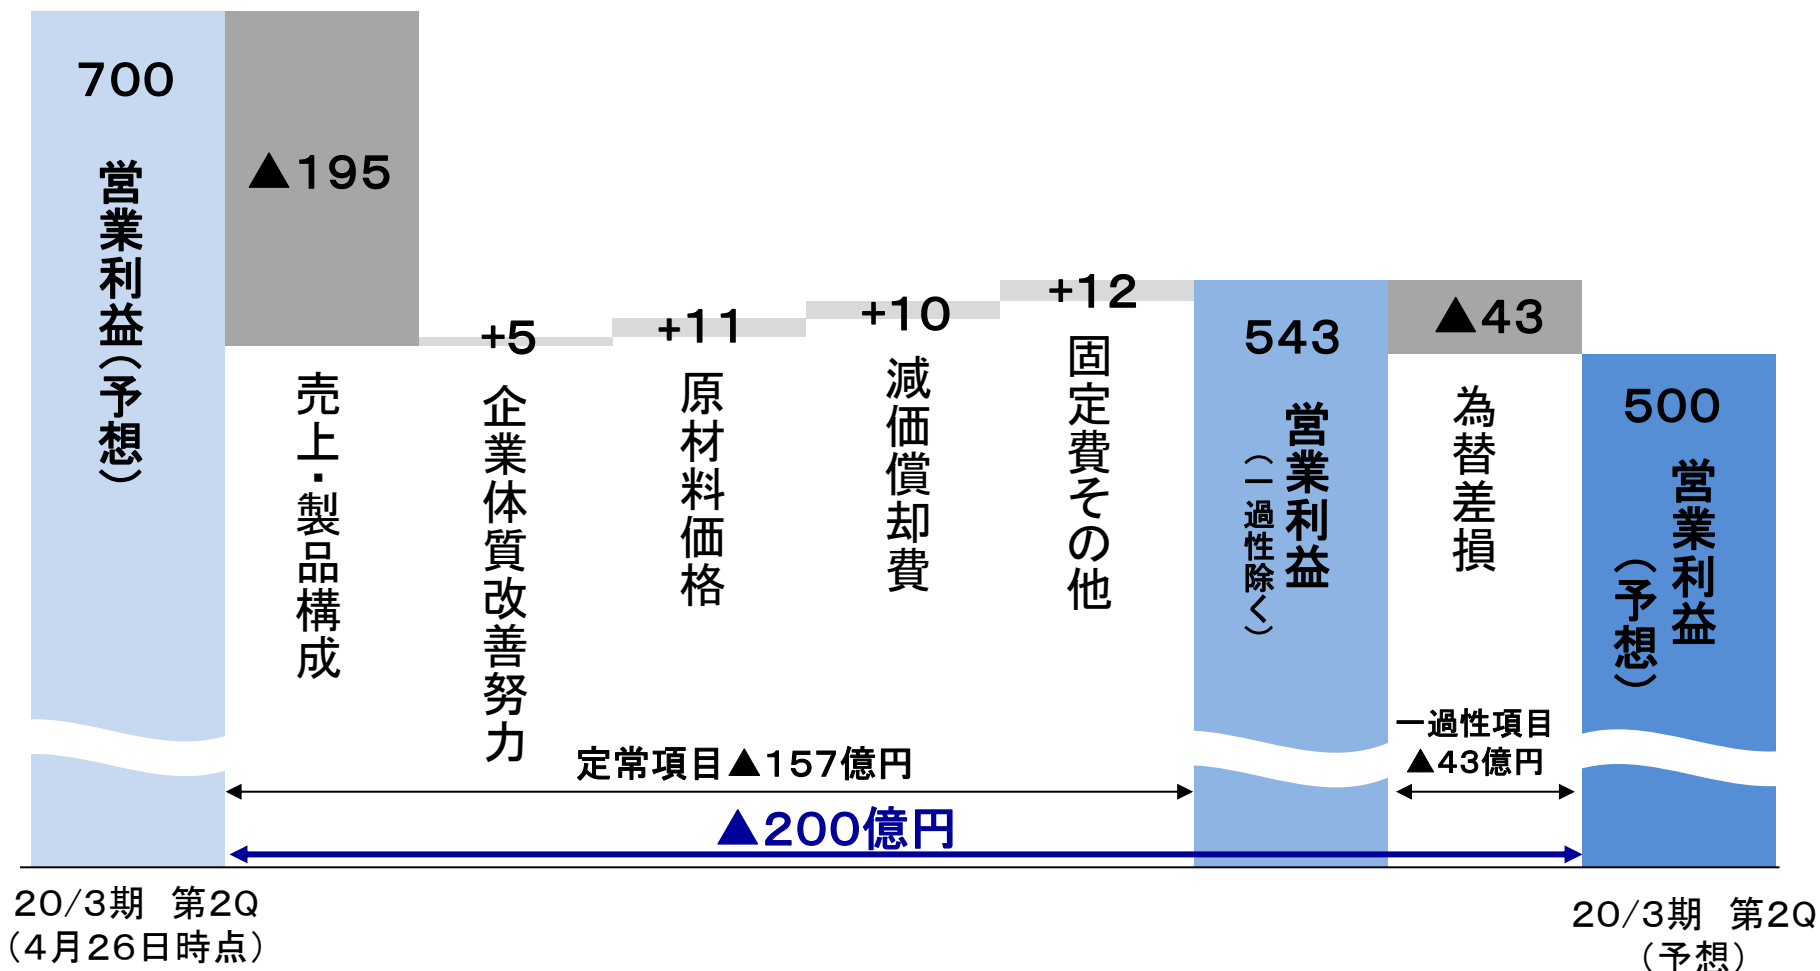 700
営業利益(予想)
▲195
売上・製品構成
+5
企業体質改善努力
+11
原材料価格
+10
減価償却費
+12
固定費その他
543
営業利益
(一過性除く)
▲43
為替差損
500
営業利益
(予想)
定常項目▲157億円
一過性項目
▲43億円
▲200億円
20/3期 第2Q
(4月26日時点)
20/3期 第2Q
(予想)